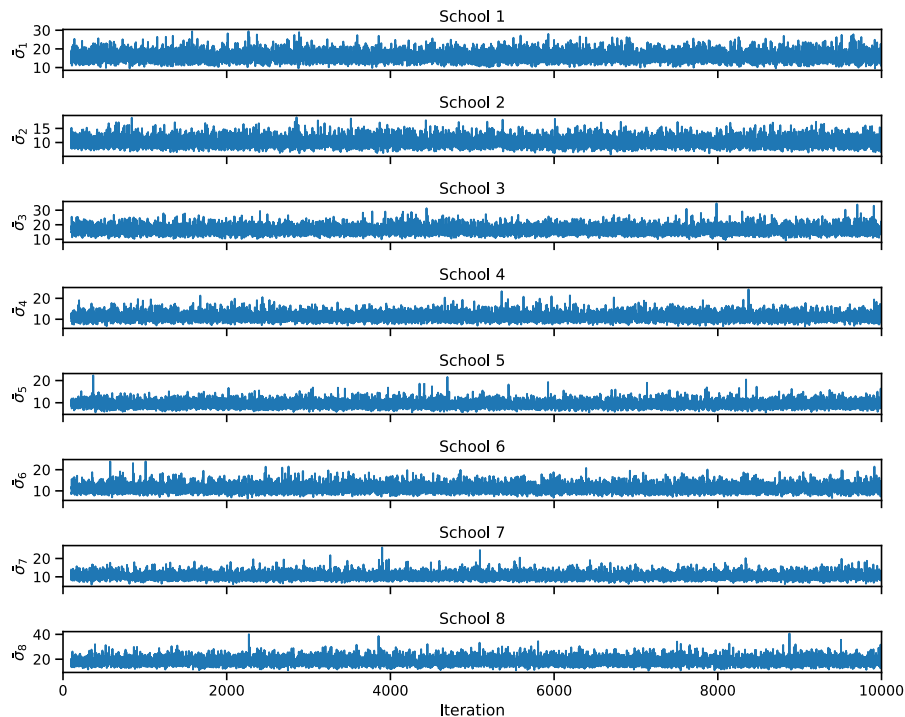 School 1
30
20
10
σ̄₁
School 2
15
10
σ̄₂
School 3
30
20
10
σ̄₃
School 4
20
10
σ̄₄
School 5
20
10
σ̄₅
School 6
20
10
σ̄₆
School 7
20
10
σ̄₇
School 8
40
20
σ̄₈
0 2000 4000 6000 8000 10000
Iteration